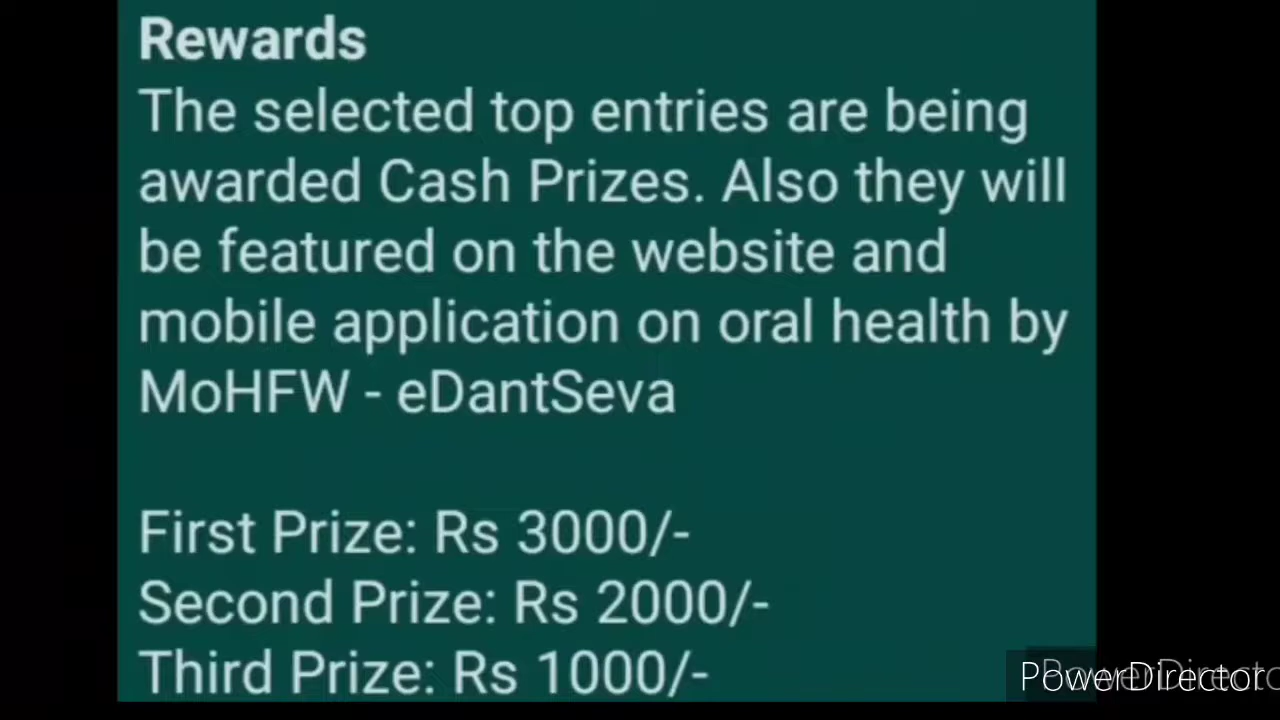 Rewards
The selected top entries are being
awarded Cash Prizes. Also they will
be featured on the website and
mobile application on oral health by
MoHFW - eDantSeva
First Prize: Rs 3000/-
Second Prize: Rs 2000/-
Third Prize: Rs 1000/-
PowerDirector